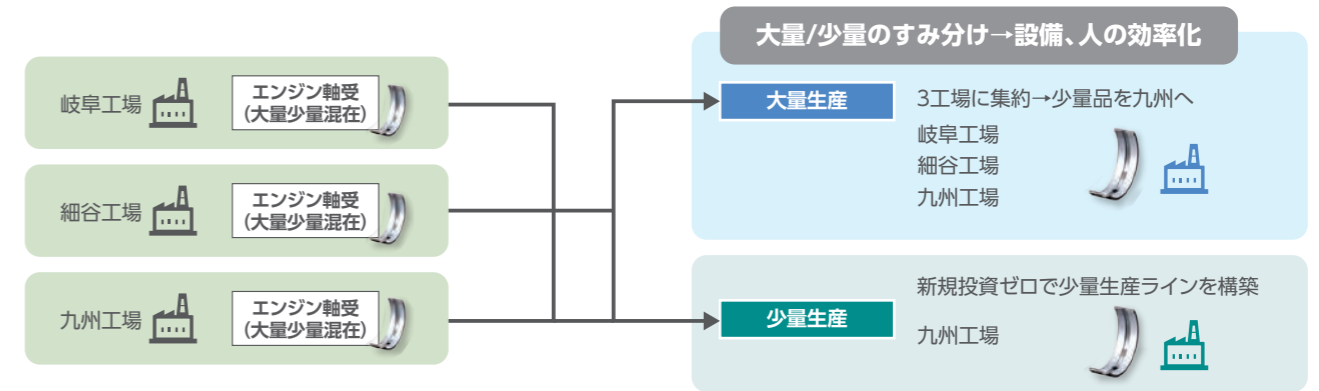 大量/少量のすみ分け→設備、人の効率化
岐阜工場
エンジン軸受
(大量少量混在)
細谷工場
エンジン軸受
(大量少量混在)
九州工場
エンジン軸受
(大量少量混在)
大量生産
3工場に集約→少量品を九州へ
岐阜工場
細谷工場
九州工場
少量生産
新規投資ゼロで少量生産ラインを構築
九州工場